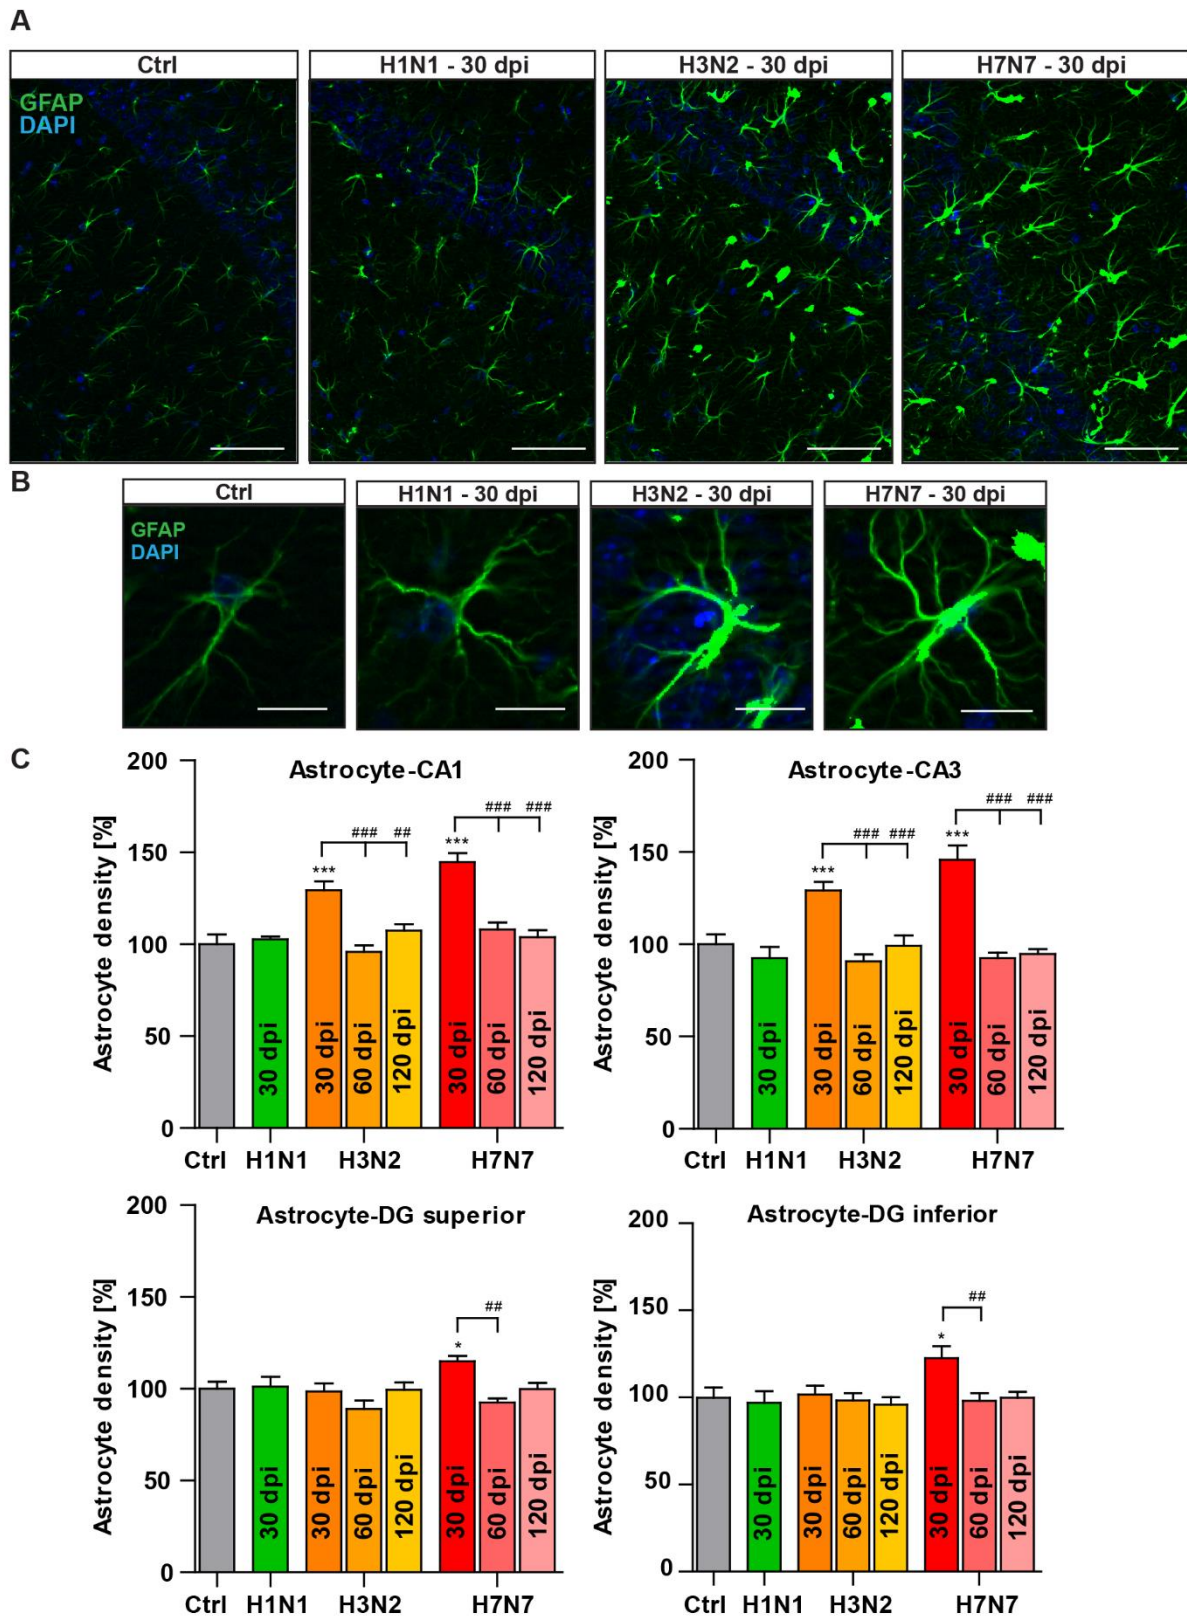 A
Ctrl
H1N1 - 30 dpi
H3N2 - 30 dpi
H7N7 - 30 dpi
GFAP
DAPI
B
Ctrl
H1N1 - 30 dpi
H3N2 - 30 dpi
H7N7 - 30 dpi
GFAP
DAPI
C
Astrocyte-CA1
Astrocyte density [%]
200
150
100
50
0
***
### ##
***
### ###
30 dpi
30 dpi
60 dpi
120 dpi
30 dpi
60 dpi
120 dpi
Ctrl H1N1 H3N2 H7N7
Astrocyte-CA3
Astrocyte density [%]
200
150
100
50
0
***
### ###
***
### ###
30 dpi
30 dpi
60 dpi
120 dpi
30 dpi
60 dpi
120 dpi
Ctrl H1N1 H3N2 H7N7
Astrocyte-DG superior
Astrocyte density [%]
200
150
100
50
0
*
##
30 dpi
30 dpi
60 dpi
120 dpi
30 dpi
60 dpi
120 dpi
Ctrl H1N1 H3N2 H7N7
Astrocyte-DG inferior
Astrocyte density [%]
200
150
100
50
0
*
##
30 dpi
30 dpi
60 dpi
120 dpi
30 dpi
60 dpi
120 dpi
Ctrl H1N1 H3N2 H7N7